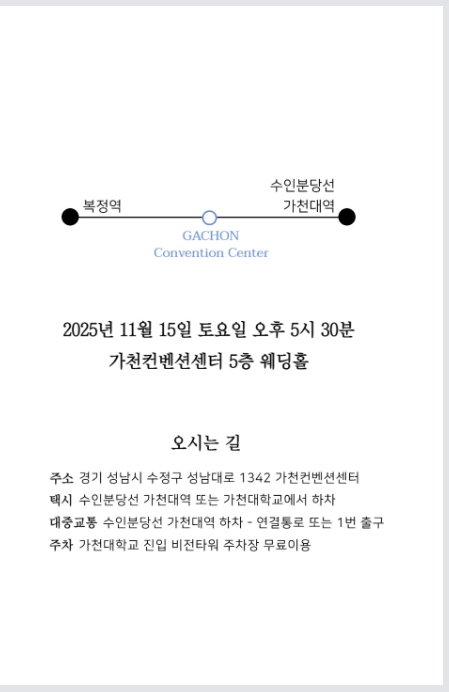 수인분당선
복정역
가천대역
GACHON
Convention Center
2025년 11월 15일 토요일 오후 5시 30분
가천컨벤션센터 5층 웨딩홀
오시는 길
주소 경기 성남시 수정구 성남대로 1342 가천컨벤션센터
택시 수인분당선 가천대역 또는 가천대학교에서 하차
대중교통 수인분당선 가천대역 하차 - 연결통로 또는 1번 출구
주차 가천대학교 진입 비전타워 주차장 무료이용